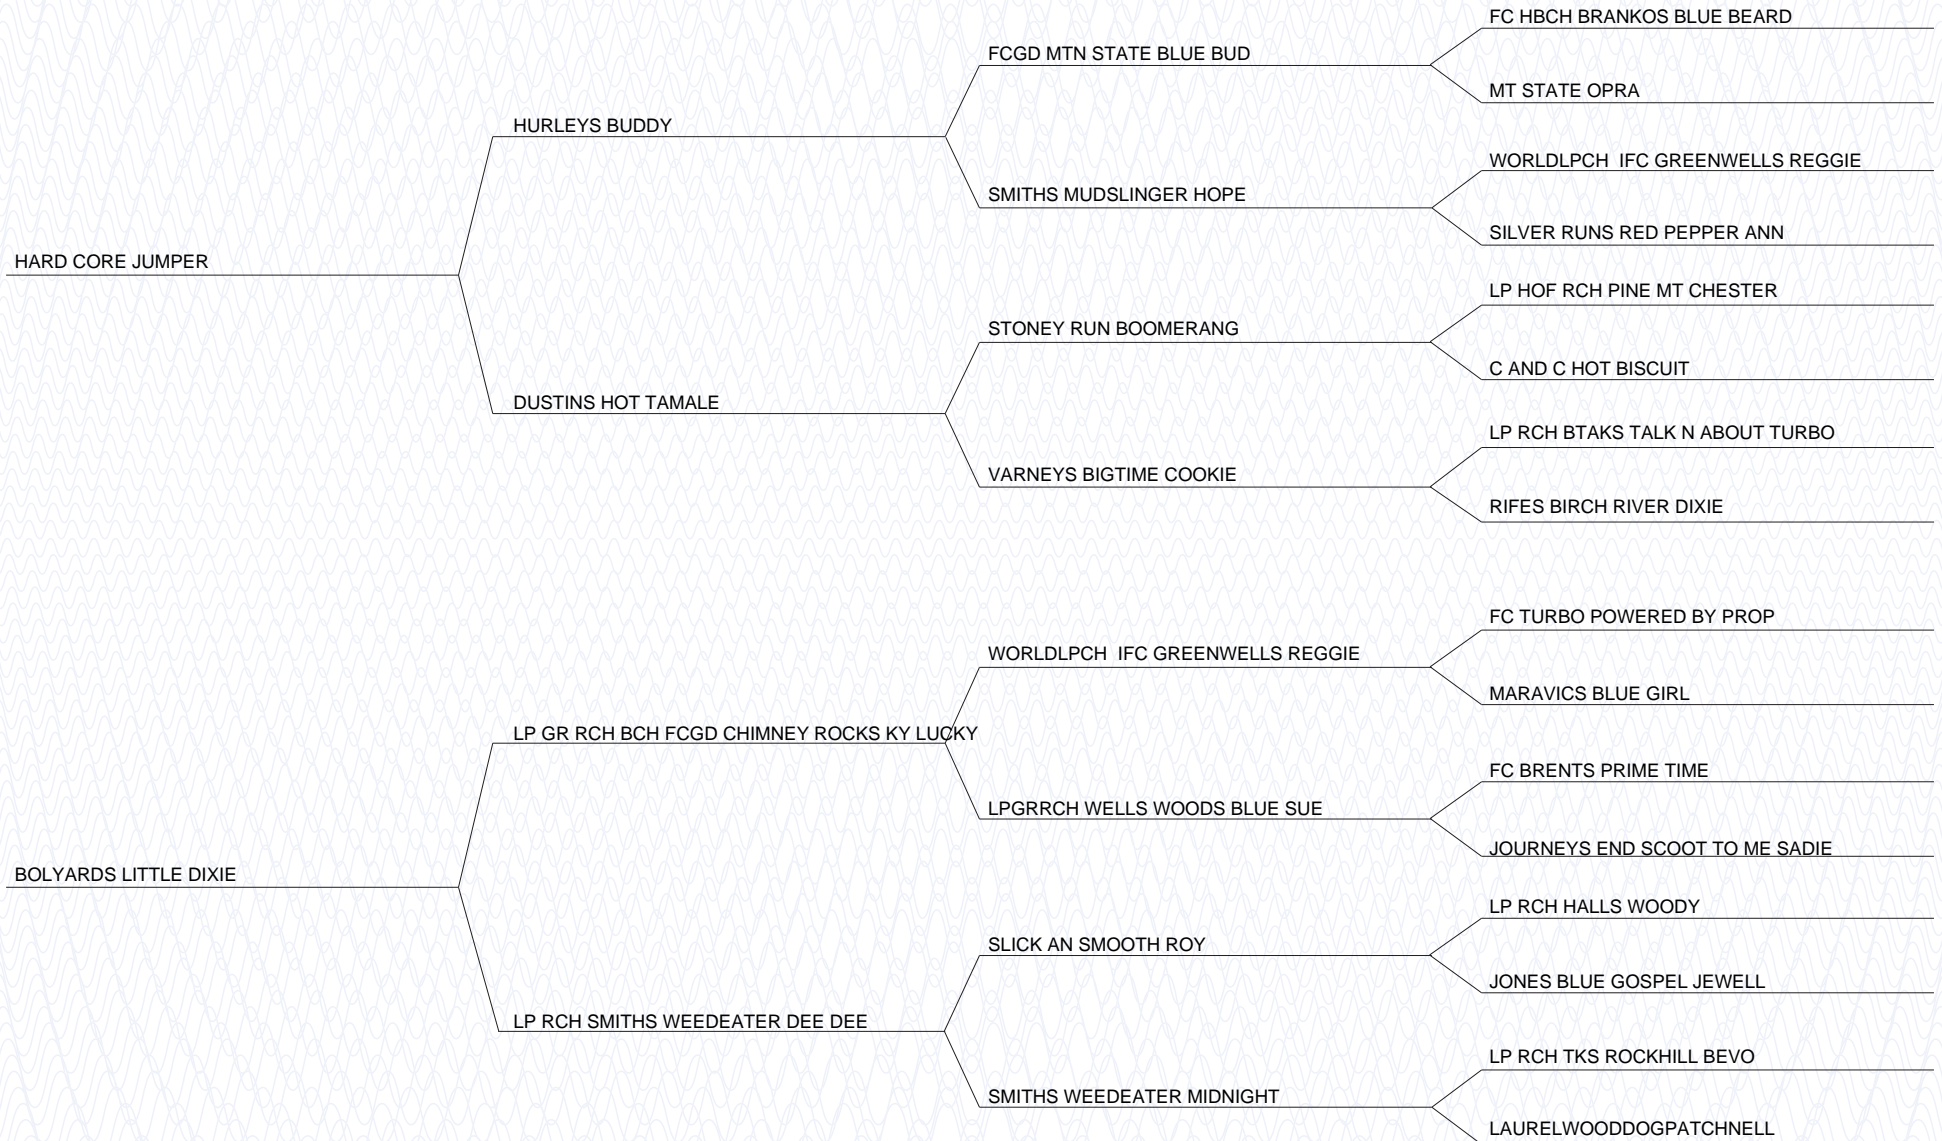 FC HBCH BRANKOS BLUE BEARD
FCGD MTN STATE BLUE BUD
MT STATE OPRA
HURLEYS BUDDY
WORLDLPCH  IFC GREENWELLS REGGIE
SMITHS MUDSLINGER HOPE
SILVER RUNS RED PEPPER ANN
HARD CORE JUMPER
LP HOF RCH PINE MT CHESTER
STONEY RUN BOOMERANG
C AND C HOT BISCUIT
DUSTINS HOT TAMALE
LP RCH BTAKS TALK N ABOUT TURBO
VARNEYS BIGTIME COOKIE
RIFES BIRCH RIVER DIXIE
FC TURBO POWERED BY PROP
WORLDLPCH  IFC GREENWELLS REGGIE
MARAVICS BLUE GIRL
LP GR RCH BCH FCGD CHIMNEY ROCKS KY LUCKY
FC BRENTS PRIME TIME
LPGRRCH WELLS WOODS BLUE SUE
JOURNEYS END SCOOT TO ME SADIE
BOLYARDS LITTLE DIXIE
LP RCH HALLS WOODY
SLICK AN SMOOTH ROY
JONES BLUE GOSPEL JEWELL
LP RCH SMITHS WEEDEATER DEE DEE
LP RCH TKS ROCKHILL BEVO
SMITHS WEEDEATER MIDNIGHT
LAURELWOODDOGPATCHNELL